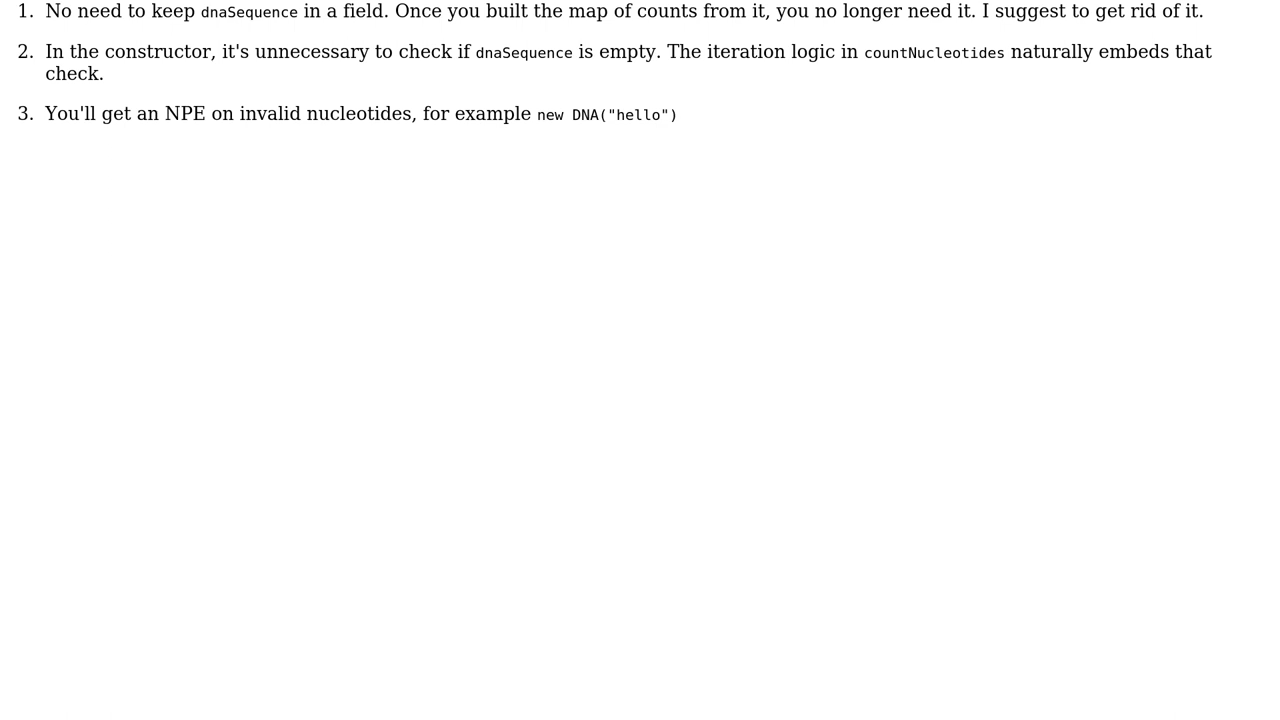 1. No need to keep dnaSequence in a field. Once you built the map of counts from it, you no longer need it. I suggest to get rid of it.
2. In the constructor, it's unnecessary to check if dnaSequence is empty. The iteration logic in countNucleotides naturally embeds that
check.
3. You'll get an NPE on invalid nucleotides, for example new DNA("hello")